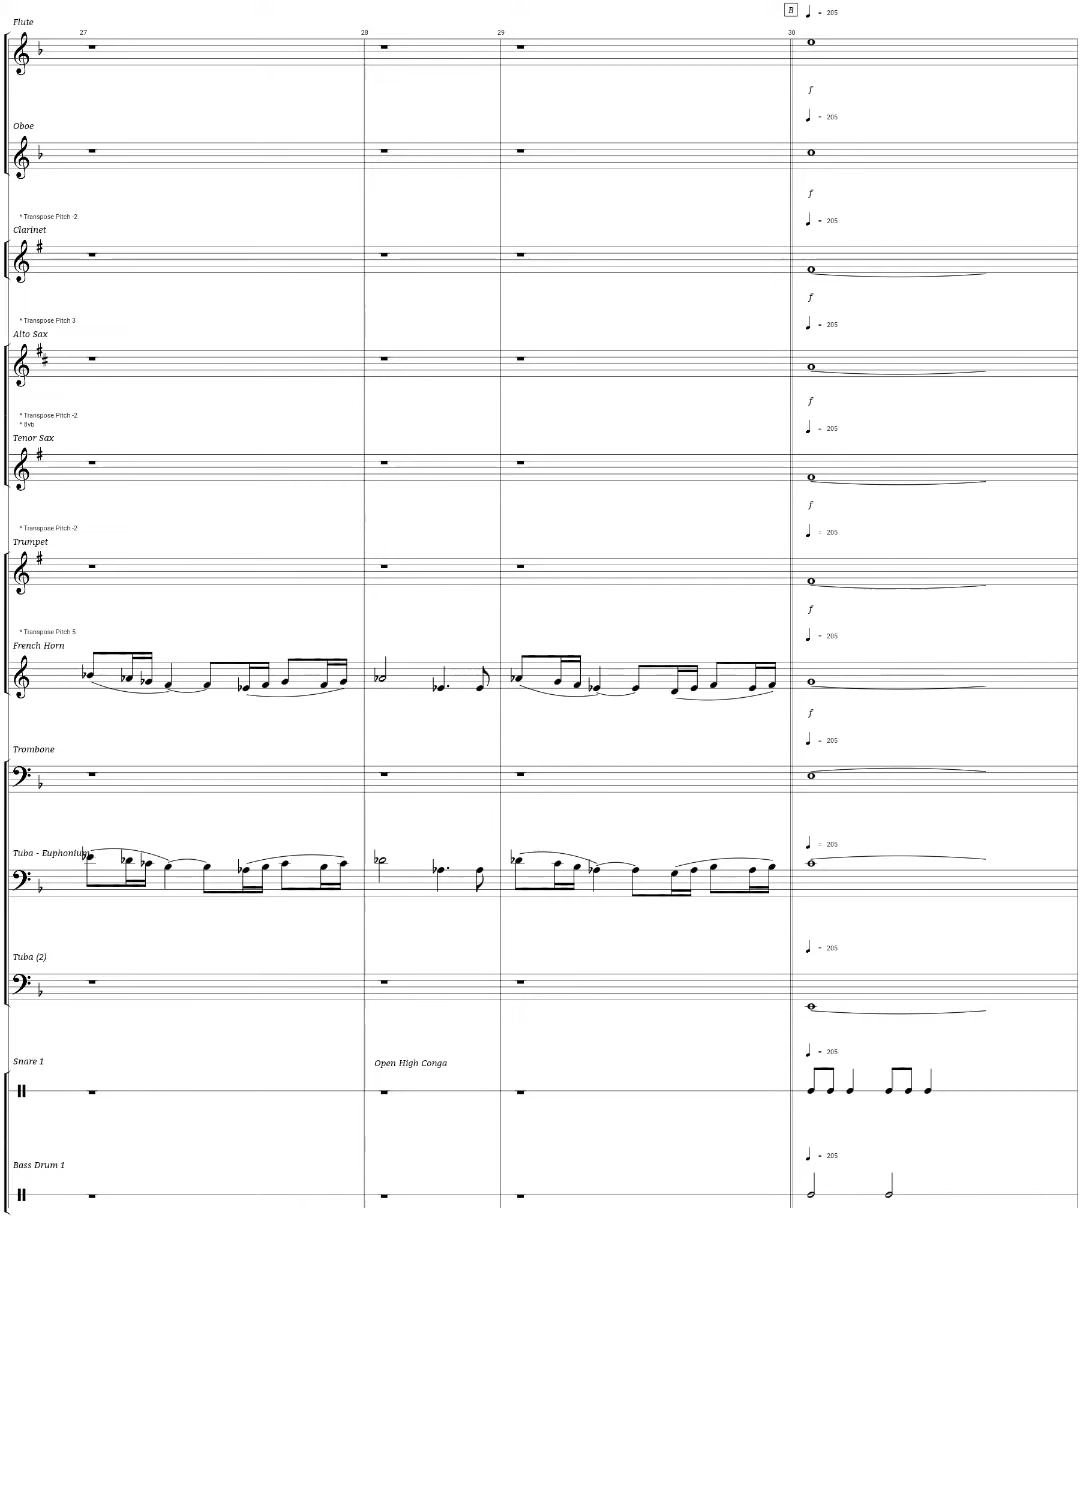 B ♩ = 205
Flute
27 28 29 30
f
♩ = 205
Oboe
f
* Transpose Pitch -2
♩ = 205
Clarinet
f
* Transpose Pitch 3
♩ = 205
Alto Sax
f
* Transpose Pitch -2
* 8vb
♩ = 205
Tenor Sax
f
* Transpose Pitch -2
♩ = 205
Trumpet
f
* Transpose Pitch 5
♩ = 205
French Horn
f
♩ = 205
Trombone
♩ = 205
Tuba - Euphonium
♩ = 205
Tuba (2)
♩ = 205
Snare 1
Open High Conga
♩ = 205
Bass Drum 1